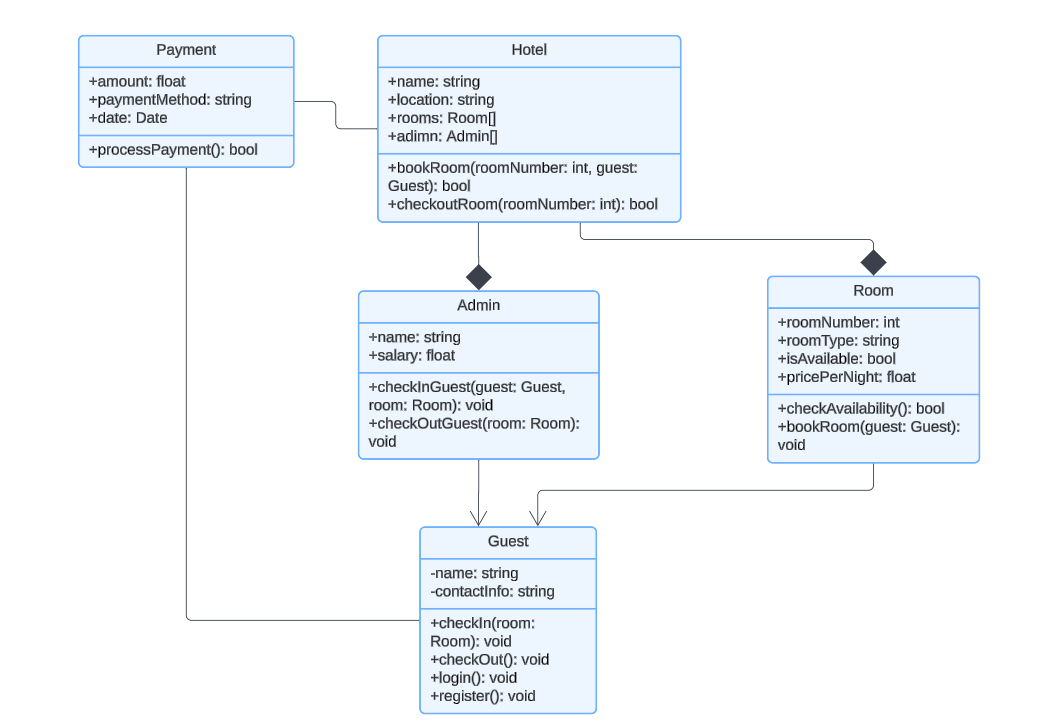 Payment
+amount: float
+paymentMethod: string
+date: Date
+processPayment(): bool
Hotel
+name: string
+location: string
+rooms: Room[]
+adimn: Admin[]
+bookRoom(roomNumber: int, guest:
Guest): bool
+checkoutRoom(roomNumber: int): bool
Admin
+name: string
+salary: float
+checkInGuest(guest: Guest,
room: Room): void
+checkOutGuest(room: Room):
void
Room
+roomNumber: int
+roomType: string
+isAvailable: bool
+pricePerNight: float
+checkAvailability(): bool
+bookRoom(guest: Guest):
void
Guest
-name: string
-contactInfo: string
+checkIn(room:
Room): void
+checkOut(): void
+login(): void
+register(): void